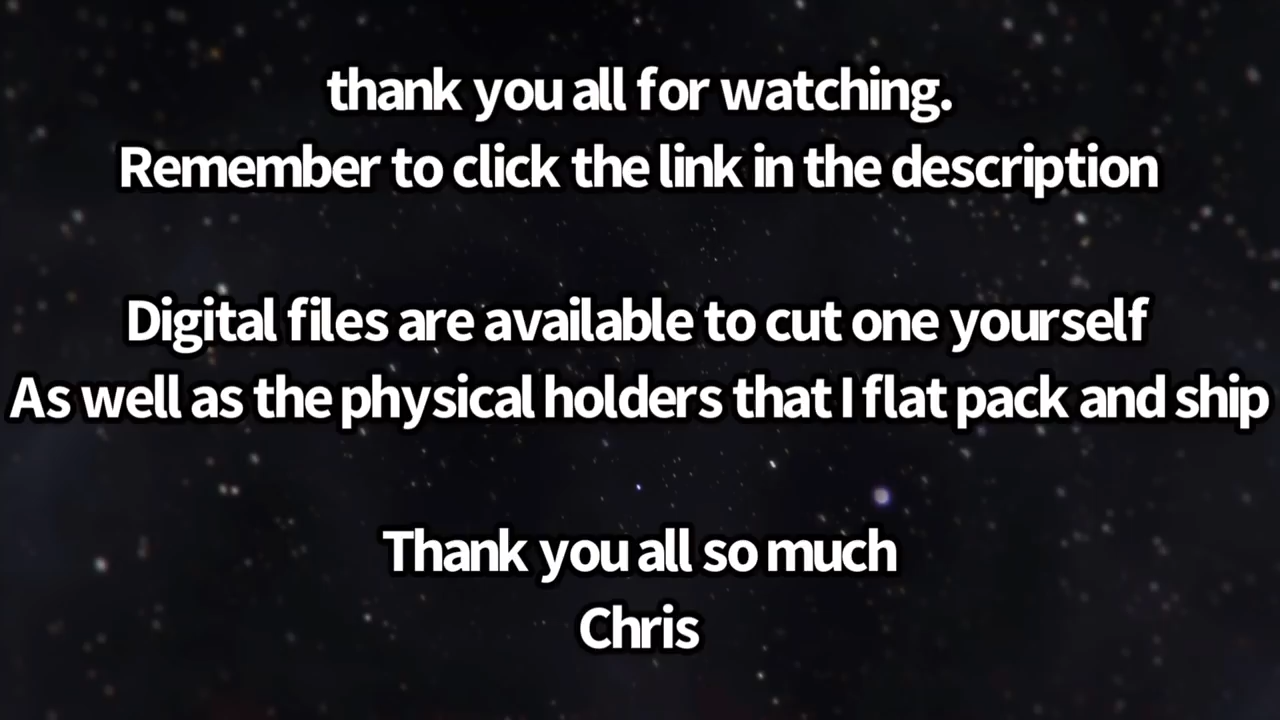 thank you all for watching.
Remember to click the link in the description
Digital files are available to cut one yourself
As well as the physical holders that I flat pack and ship
Thank you all so much
Chris